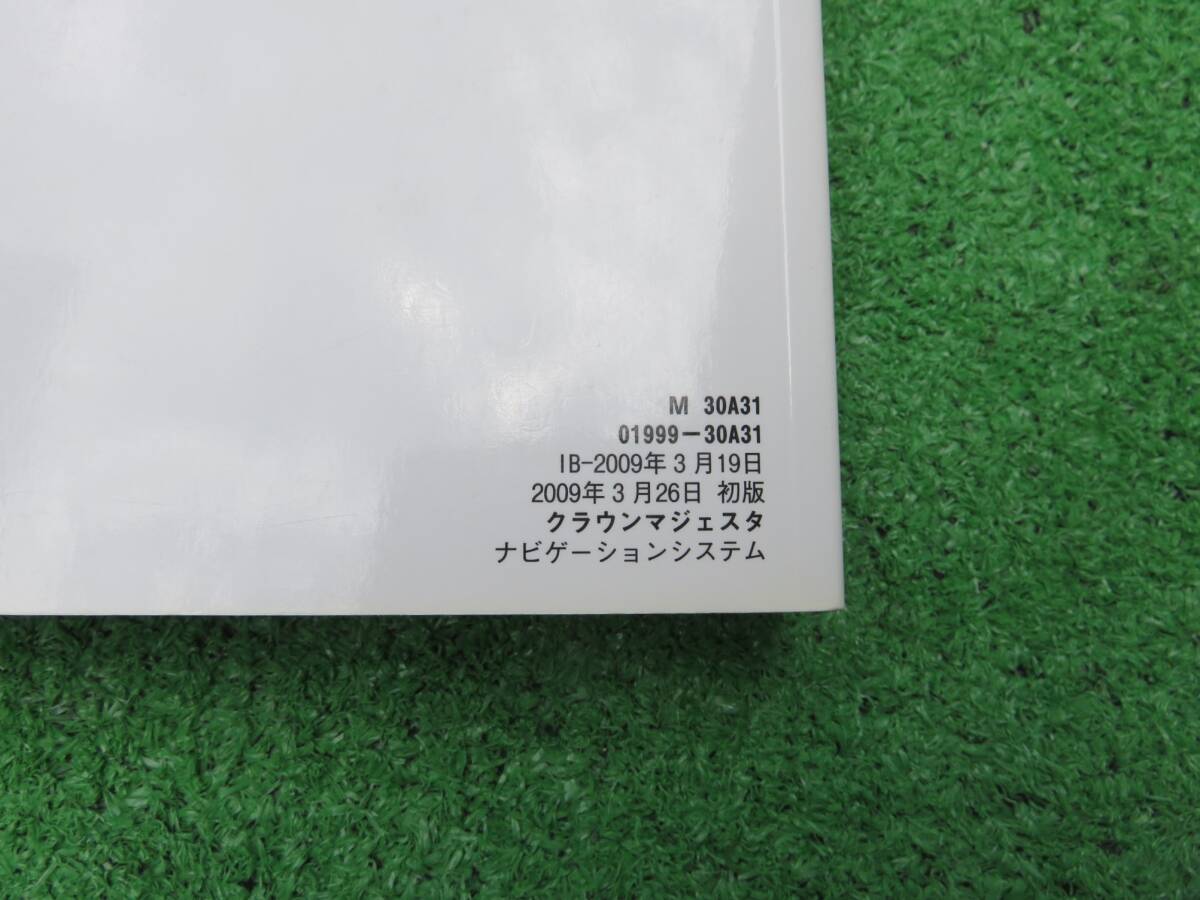 M 30A31
01999-30A31
IB-2009年3月19日
2009年3月26日 初版
クラウンマジェスタ
ナビゲーションシステム